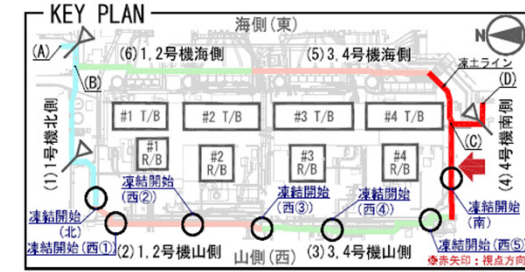 KEY PLAN
海側(東)
N
(A)
(6)1,2号機海側
(5)3,4号機海側
凍土ライン
(B)
(D)
#1 T/B
#2 T/B
#3 T/B
#4 T/B
(1)1号機北側
#1
R/B
#2
R/B
#3
R/B
#4
R/B
(C)
(4)4号機南側
凍結開始
(西②)
凍結開始
(西③)
凍結開始
(西④)
凍結開始
(南)
凍結開始
(北)
凍結開始(西①)
(2)1,2号機山側
山側(西)
(3)3,4号機山側
凍結開始(西⑤)
※赤矢印:視点方向